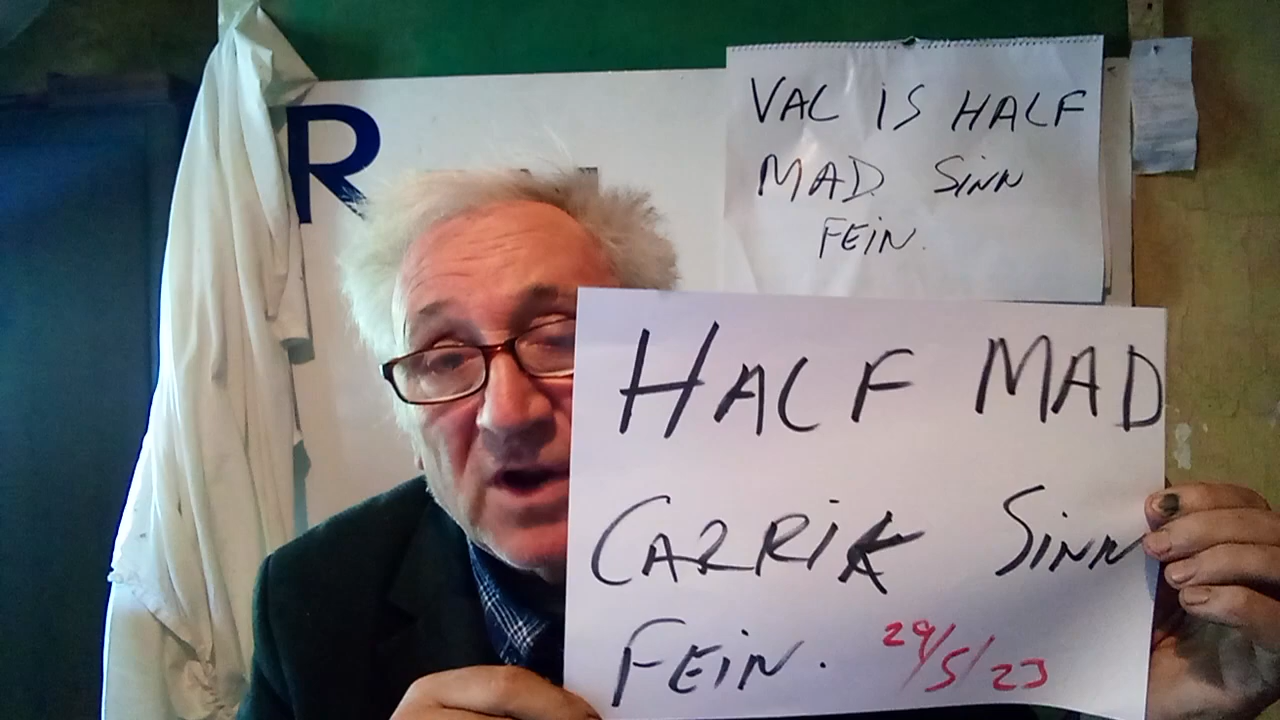 R
VAL IS HALF
MAD. SINN
FEIN.
HALF MAD
CARRIK SINN
FEIN. 29/5/23